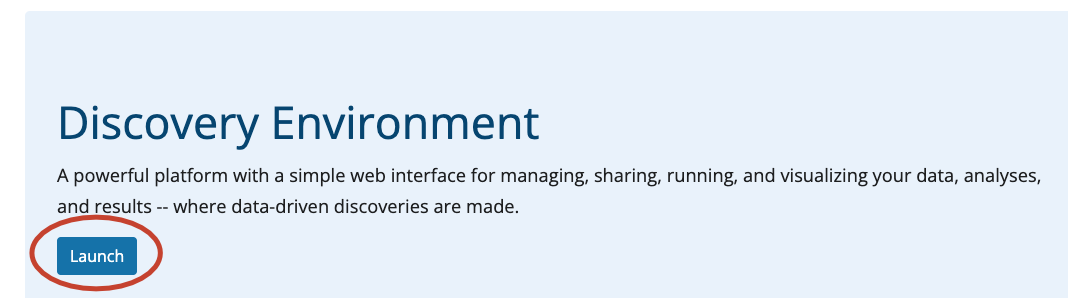 Discovery Environment
A powerful platform with a simple web interface for managing, sharing, running, and visualizing your data, analyses,
and results -- where data-driven discoveries are made.
Launch